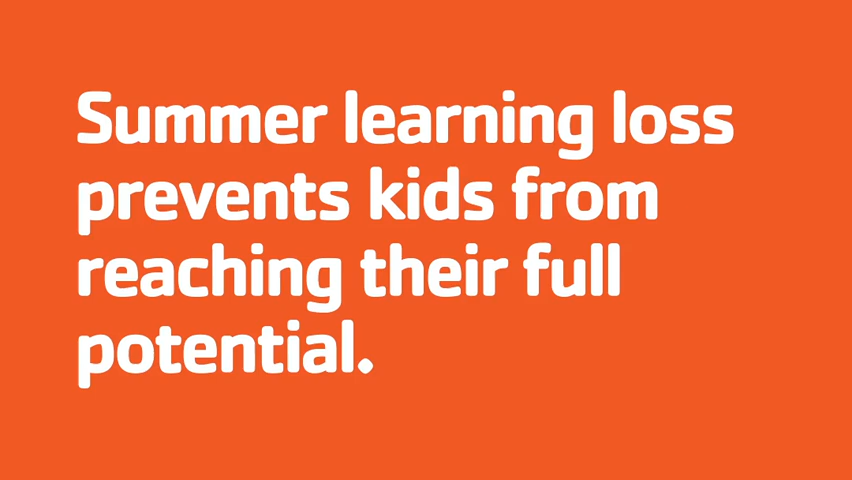 Summer learning loss
prevents kids from
reaching their full
potential.